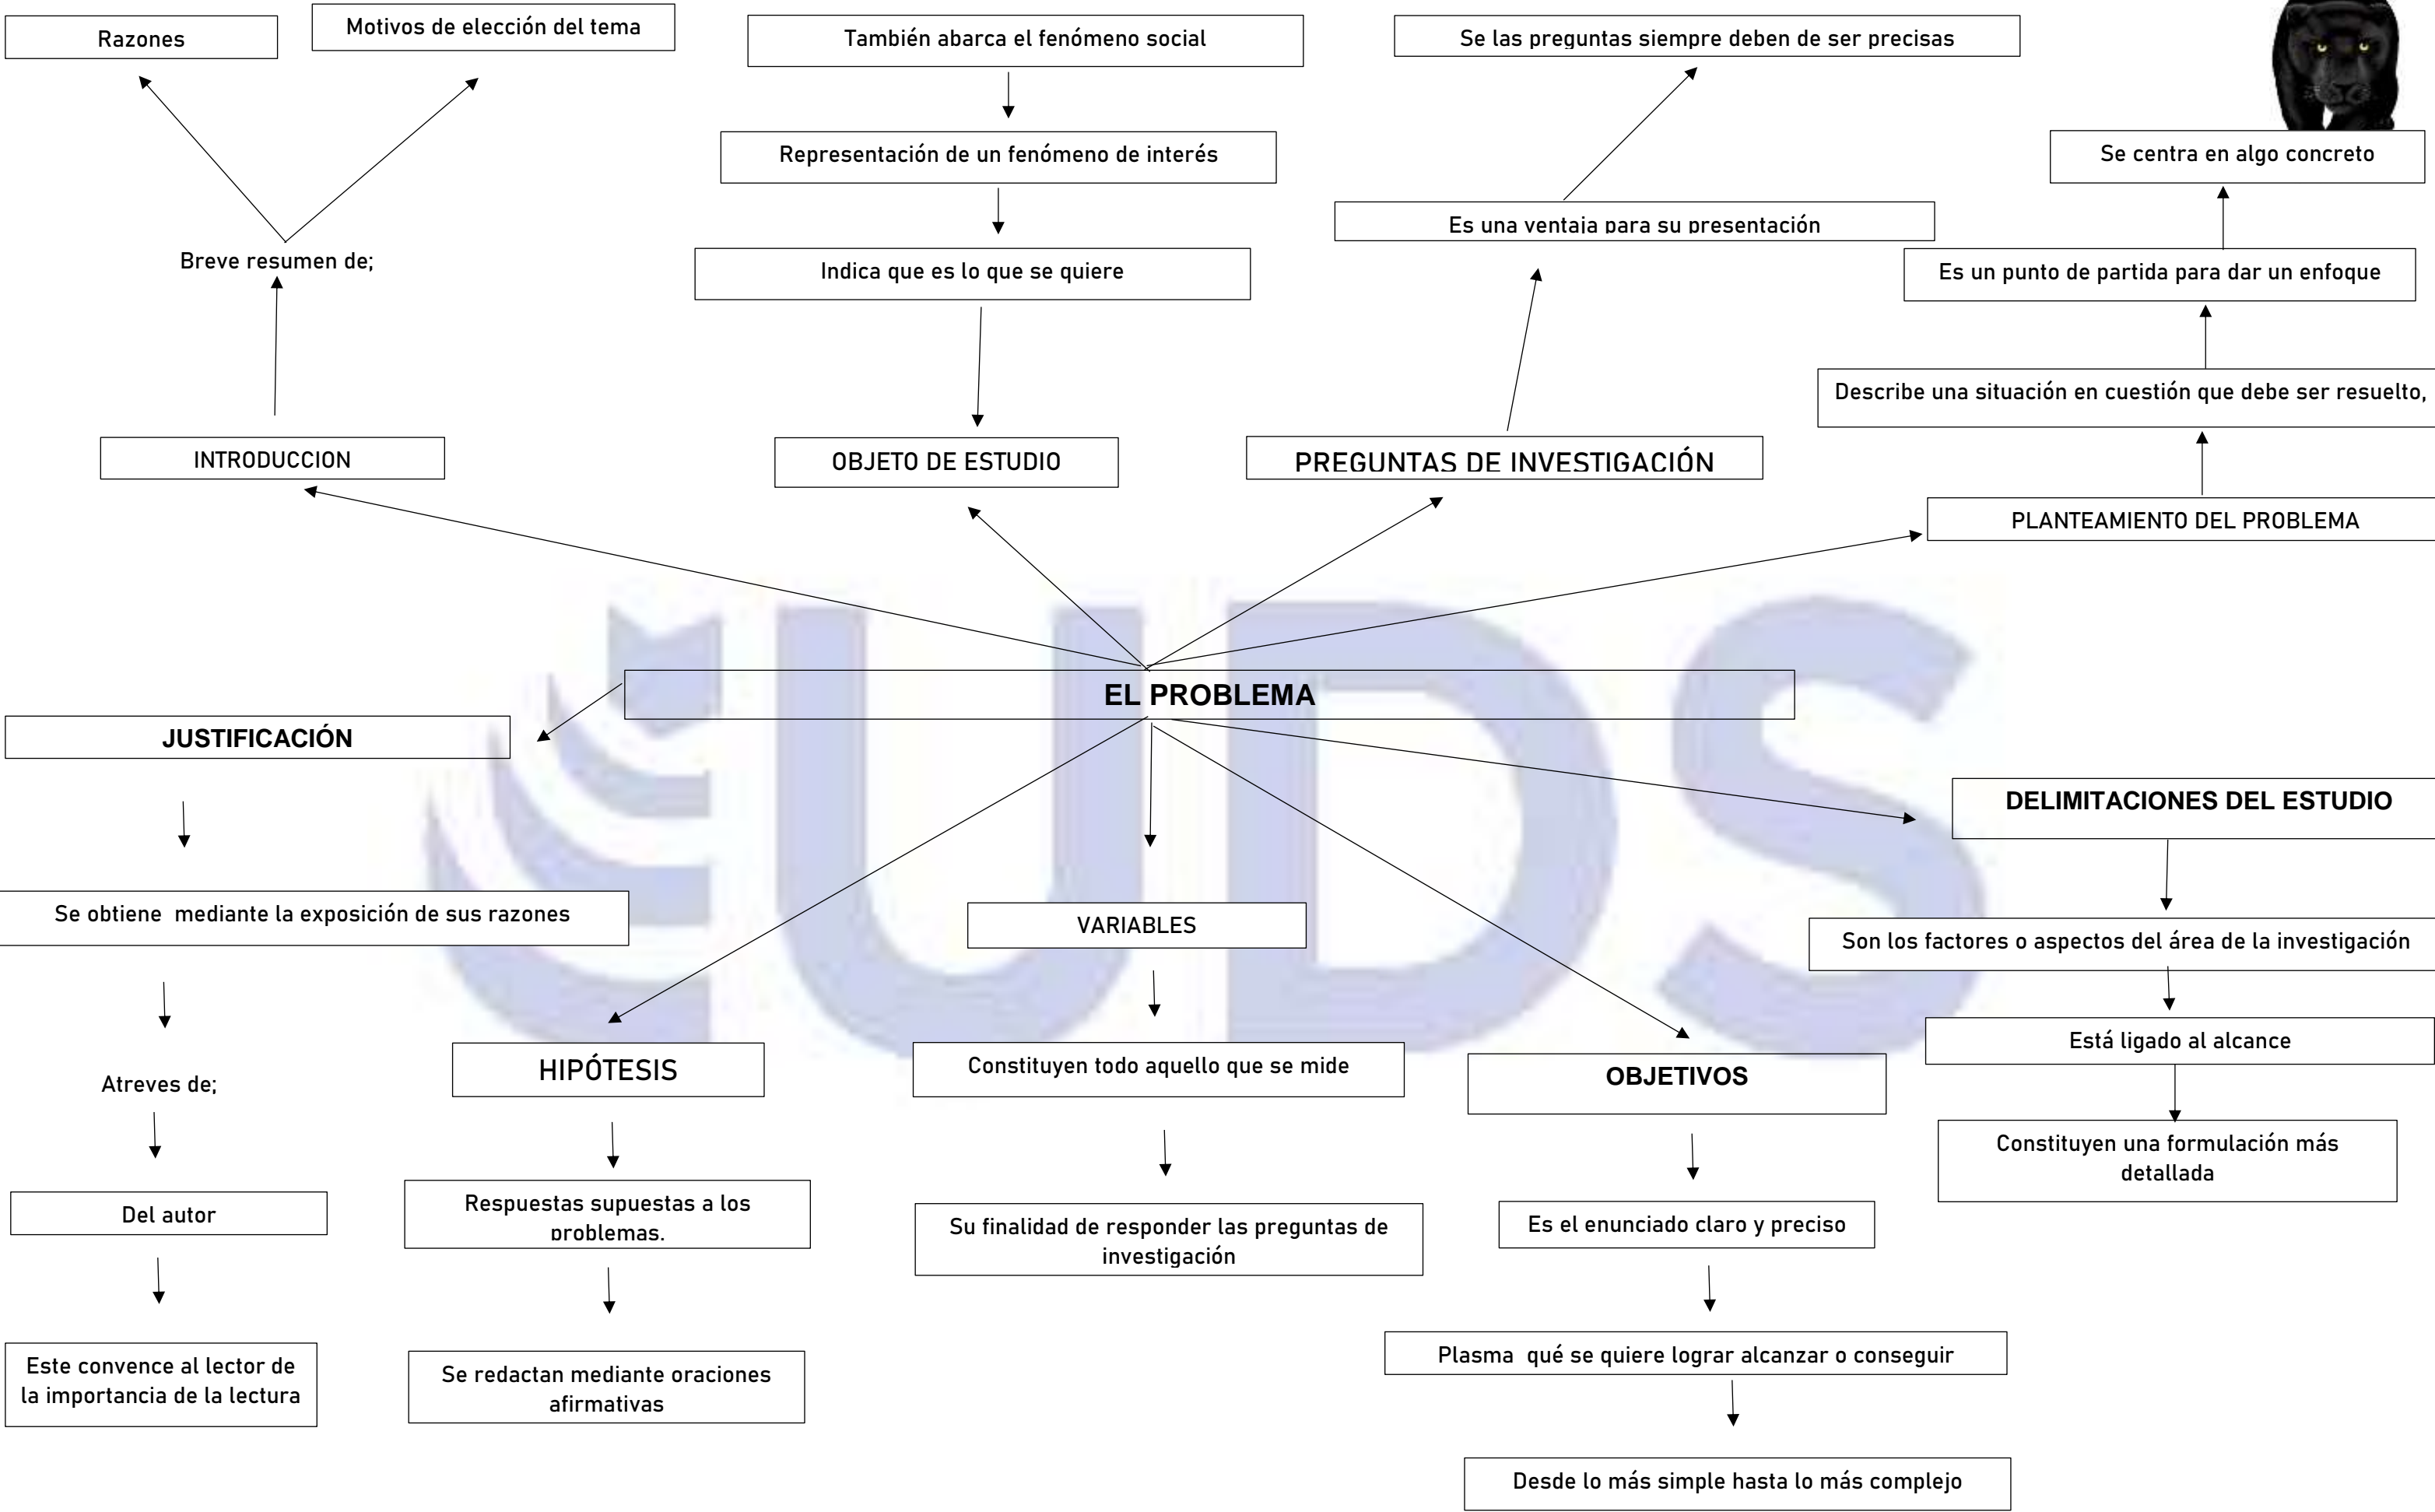 Razones
Motivos de elección del tema
También abarca el fenómeno social
Se las preguntas siempre deben de ser precisas
Representación de un fenómeno de interés
Se centra en algo concreto
Es una ventaja para su presentación
Breve resumen de;
Indica que es lo que se quiere
Es un punto de partida para dar un enfoque
Describe una situación en cuestión que debe ser resuelto,
INTRODUCCION
OBJETO DE ESTUDIO
PREGUNTAS DE INVESTIGACIÓN
PLANTEAMIENTO DEL PROBLEMA
UDS
EL PROBLEMA
JUSTIFICACIÓN
DELIMITACIONES DEL ESTUDIO
Se obtiene  mediante la exposición de sus razones
VARIABLES
Son los factores o aspectos del área de la investigación
Está ligado al alcance
Atreves de;
HIPÓTESIS
Constituyen todo aquello que se mide
OBJETIVOS
Constituyen una formulación más
detallada
Del autor
Respuestas supuestas a los
problemas.
Su finalidad de responder las preguntas de
investigación
Es el enunciado claro y preciso
Este convence al lector de
la importancia de la lectura
Se redactan mediante oraciones
afirmativas
Plasma  qué se quiere lograr alcanzar o conseguir
Desde lo más simple hasta lo más complejo